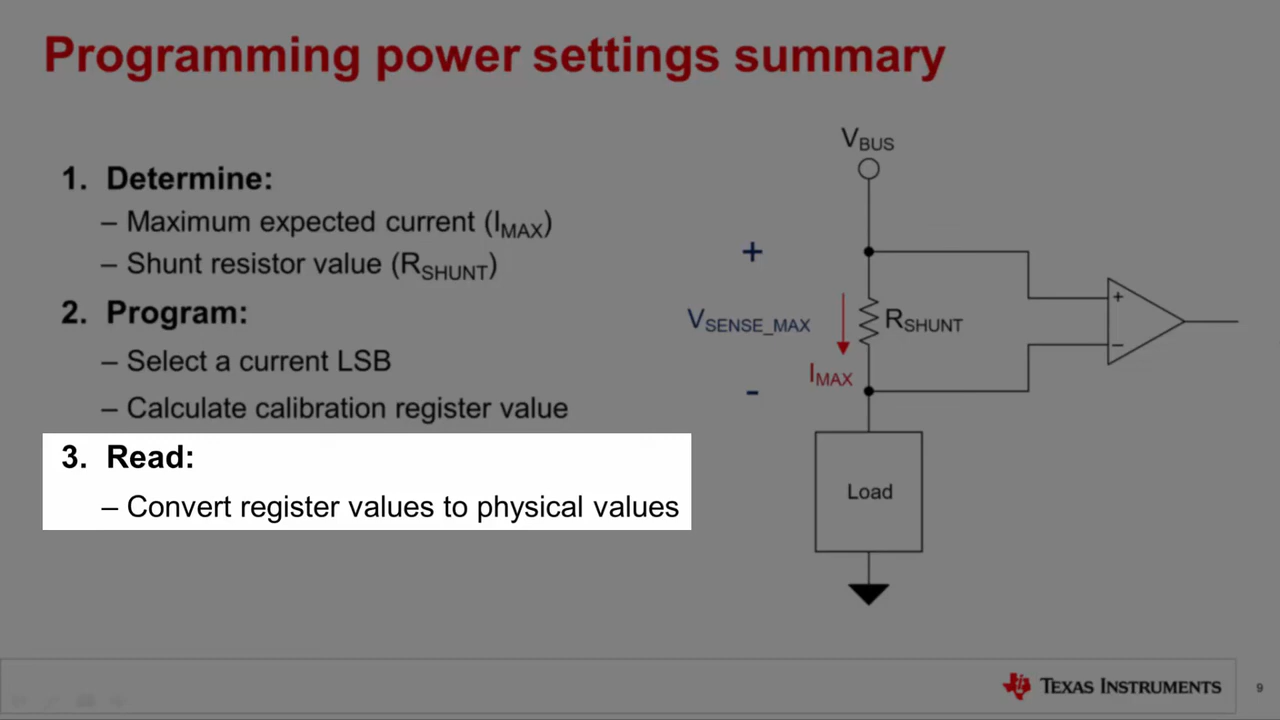 Programming power settings summary
1. Determine:
– Maximum expected current (IMAX)
– Shunt resistor value (RSHUNT)
2. Program:
– Select a current LSB
– Calculate calibration register value
3. Read:
– Convert register values to physical values
VBUS
+
VSENSE_MAX
-
IMAX
RSHUNT
+
–
Load
TEXAS INSTRUMENTS
9